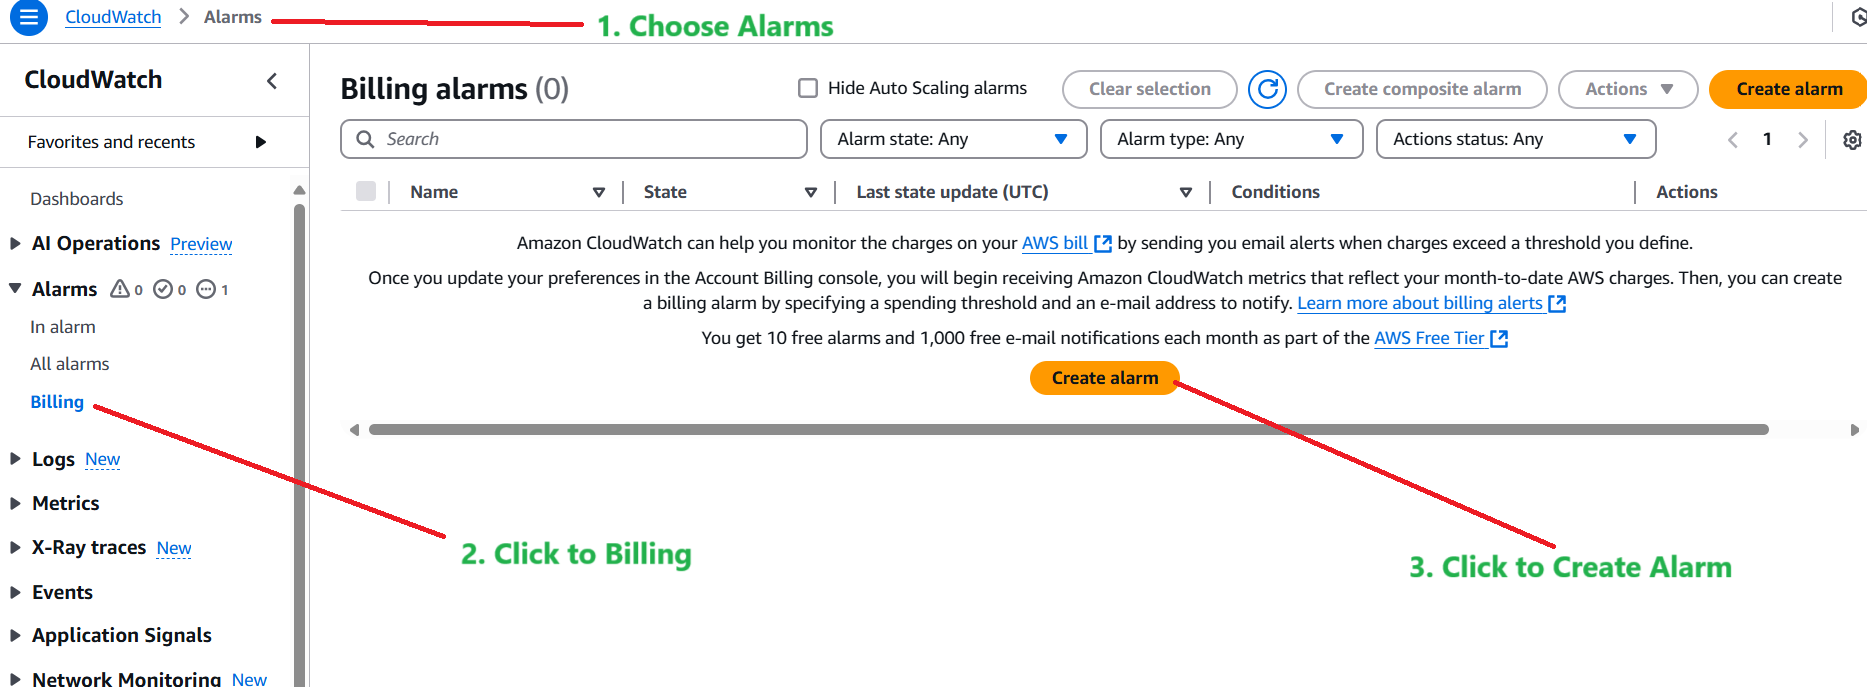 CloudWatch > Alarms
1. Choose Alarms
CloudWatch
Favorites and recents
Dashboards
AI Operations Preview
Alarms 0 0 1
In alarm
All alarms
Billing
Logs New
Metrics
X-Ray traces New
Events
Application Signals
Network Monitoring New
Billing alarms (0)
Hide Auto Scaling alarms
Clear selection
Create composite alarm
Actions
Create alarm
Search
Alarm state: Any
Alarm type: Any
Actions status: Any
1
Name State Last state update (UTC) Conditions Actions
Amazon CloudWatch can help you monitor the charges on your AWS bill by sending you email alerts when charges exceed a threshold you define.
Once you update your preferences in the Account Billing console, you will begin receiving Amazon CloudWatch metrics that reflect your month-to-date AWS charges. Then, you can create
a billing alarm by specifying a spending threshold and an e-mail address to notify. Learn more about billing alerts
You get 10 free alarms and 1,000 free e-mail notifications each month as part of the AWS Free Tier
Create alarm
2. Click to Billing
3. Click to Create Alarm